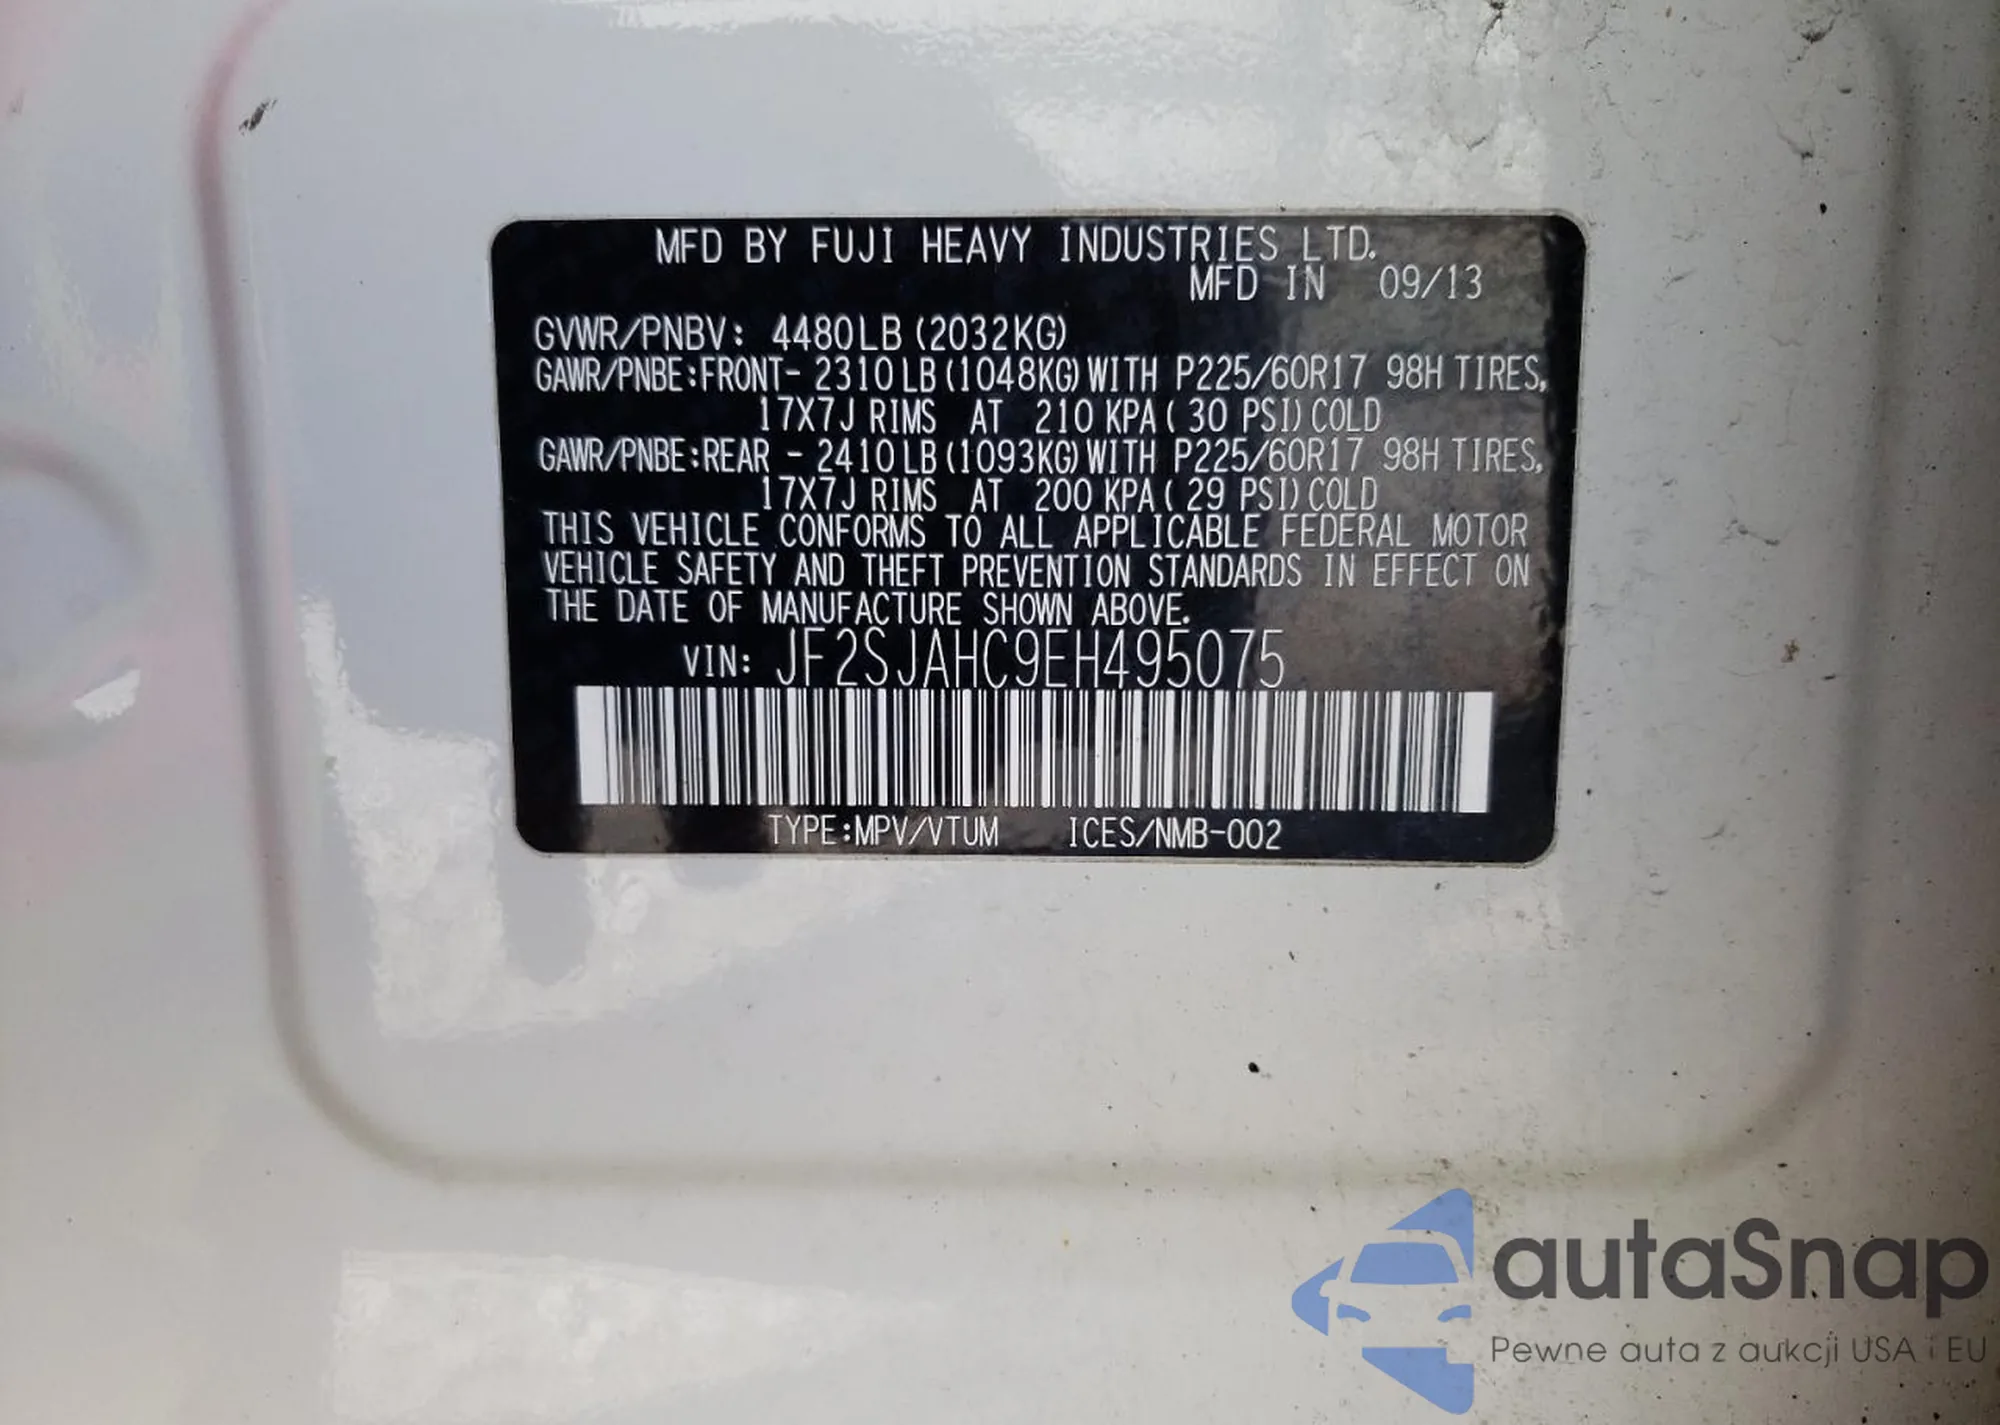 MFD BY FUJI HEAVY INDUSTRIES LTD.
MFD IN 09/13
GVWR/PNBV: 4480LB (2032KG)
GAWR/PNBE:FRONT- 2310LB(1048KG)WITH P225/60R17 98H TIRES,
17X7J RIMS AT 210 KPA( 30 PSI)COLD
GAWR/PNBE:REAR - 2410LB(1093KG)WITH P225/60R17 98H TIRES,
17X7J RIMS AT 200 KPA( 29 PSI)COLD
THIS VEHICLE CONFORMS TO ALL APPLICABLE FEDERAL MOTOR
VEHICLE SAFETY AND THEFT PREVENTION STANDARDS IN EFFECT ON
THE DATE OF MANUFACTURE SHOWN ABOVE.
VIN: JF2SJAHC9EH495075
TYPE:MPV/VTUM ICES/NMB-002
autaSnap
Pewne auta z aukcji USA i EU